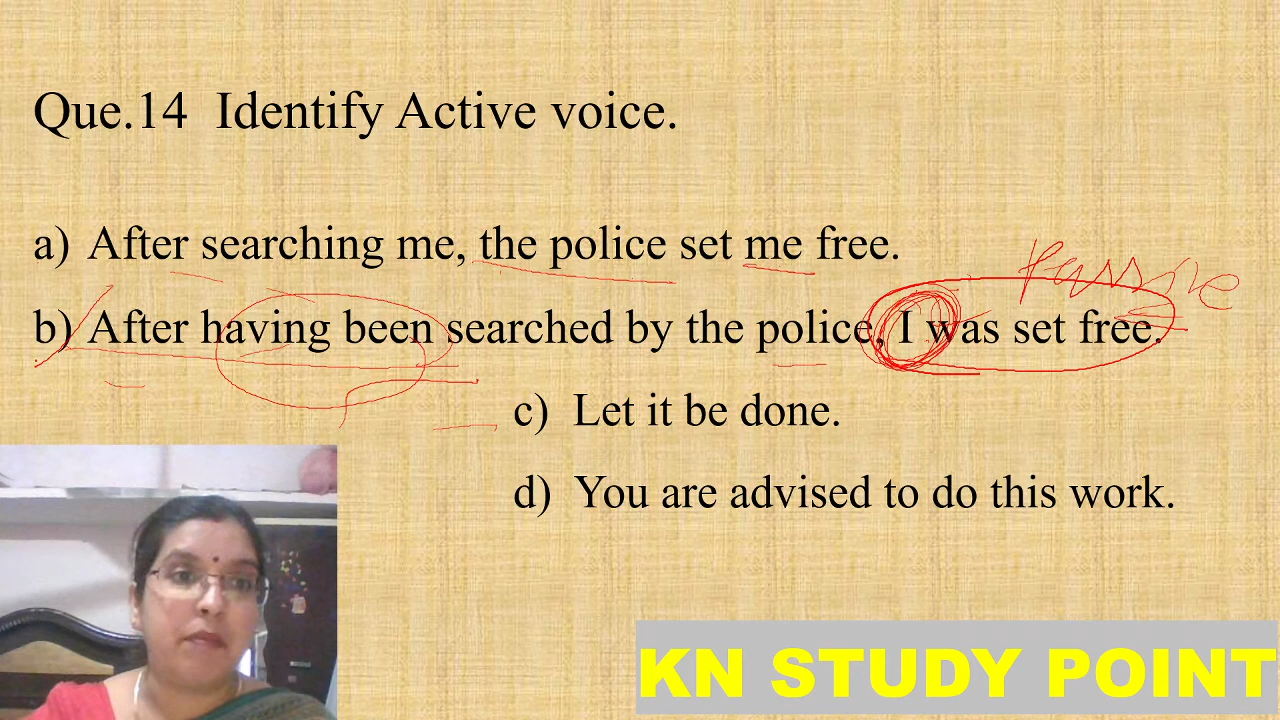 Que.14 Identify Active voice.
a) After searching me, the police set me free.
passive
b) After having been searched by the police, I was set free.
c) Let it be done.
d) You are advised to do this work.
KN STUDY POINT